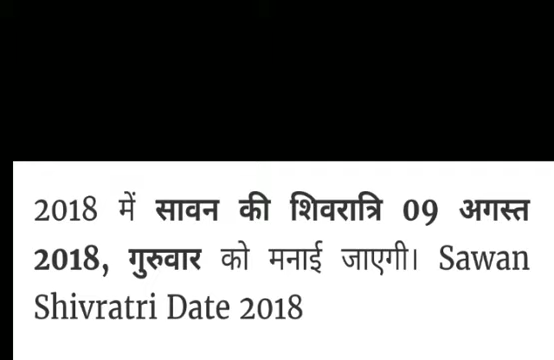 2018 में सावन की शिवरात्रि 09 अगस्त
2018, गुरुवार को मनाई जाएगी। Sawan
Shivratri Date 2018